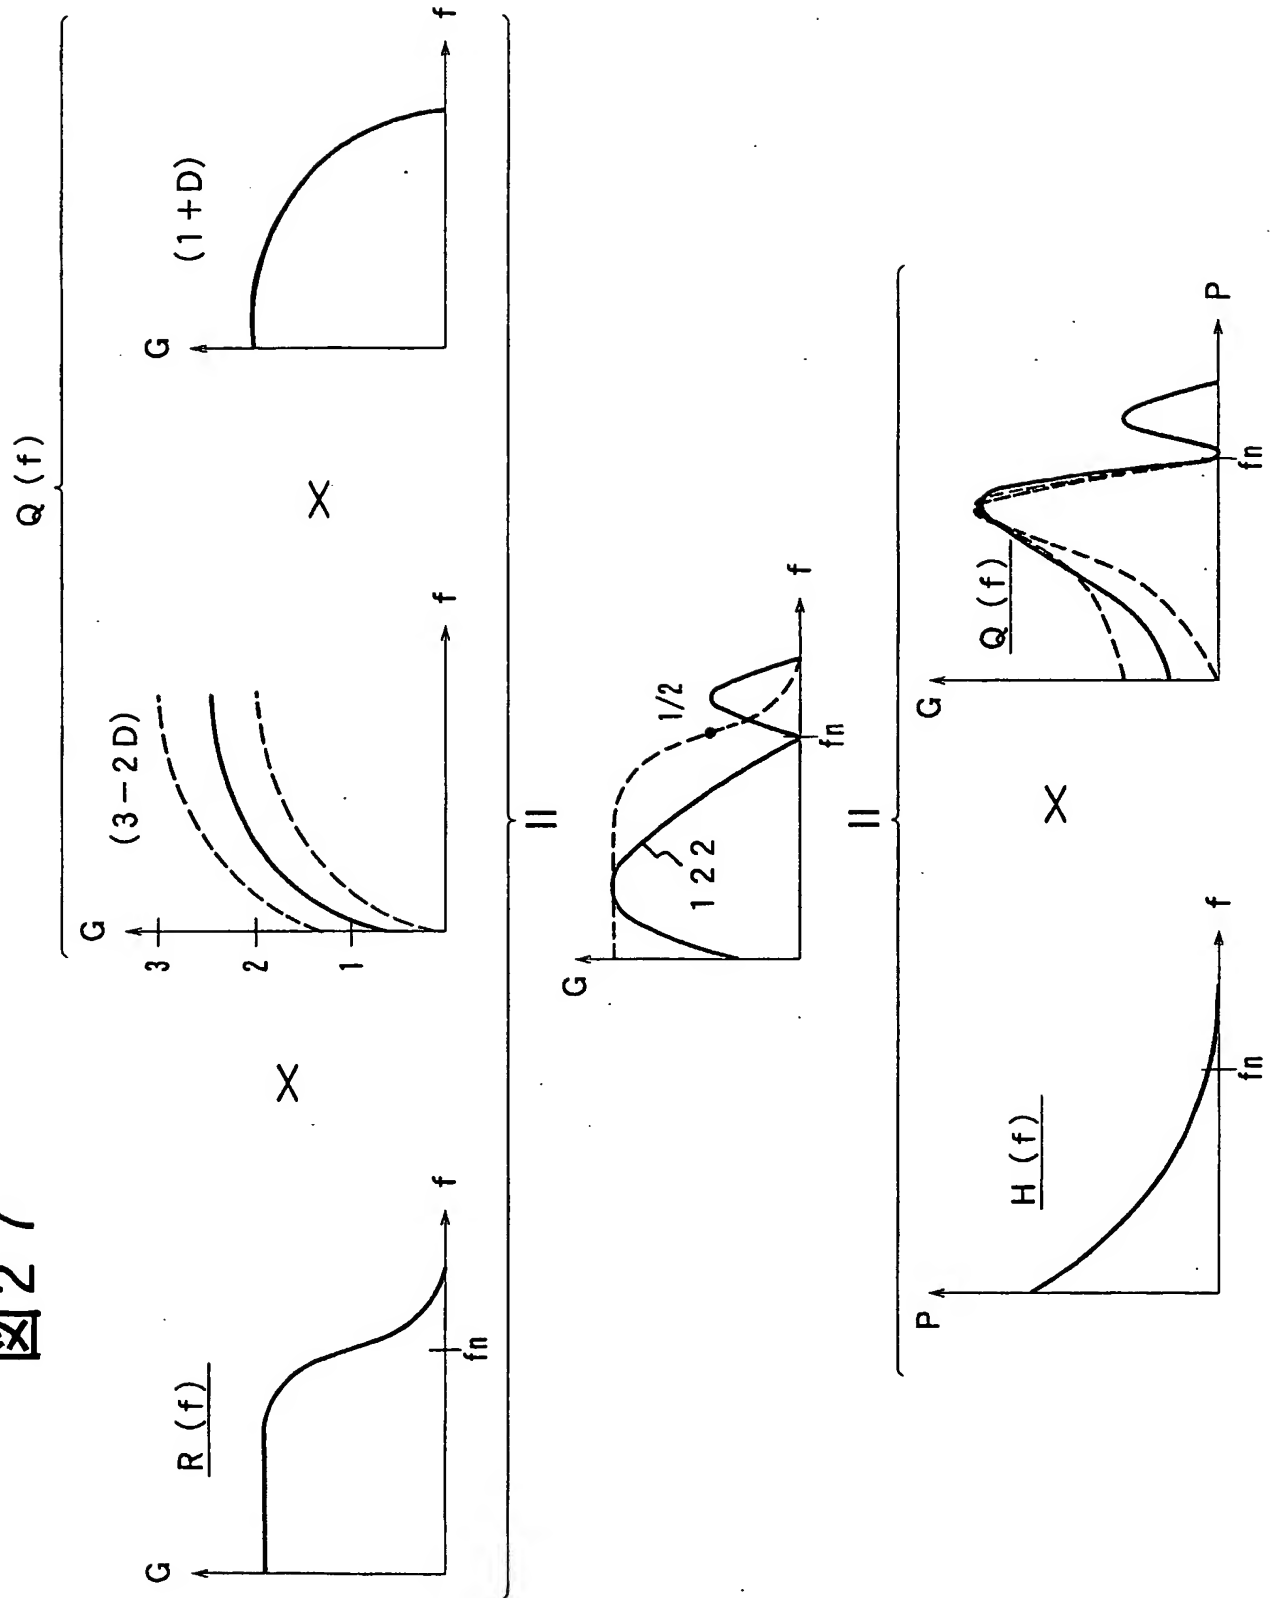 図27
Q (f)
R (f)
G
f
fn
×
(3-2D)
G
3
2
1
f
×
(1+D)
G
f
=
G
122
1/2
fn
f
=
H (f)
P
fn
f
×
Q (f)
G
fn
P